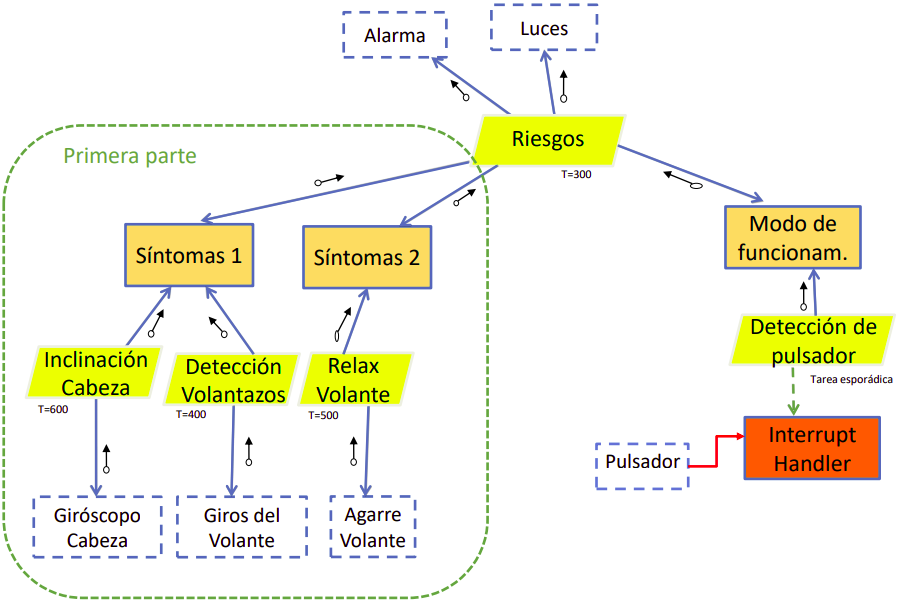 Alarma
Luces
Primera parte
Riesgos
T=300
Síntomas 1
Síntomas 2
Modo de
funcionam.
Inclinación
Cabeza
T=600
Detección
Volantazos
T=400
Relax
Volante
T=500
Detección de
pulsador
Tarea esporádica
Giróscopo
Cabeza
Giros del
Volante
Agarre
Volante
Pulsador
Interrupt
Handler